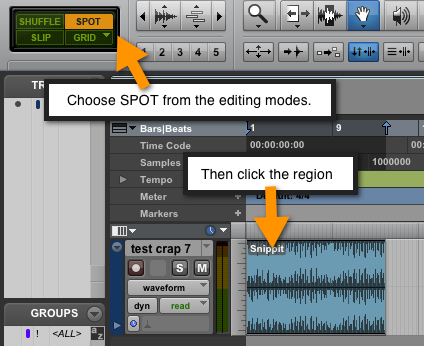 SHUFFLE SPOT
SLIP GRID
1 2 3 4 5
Choose SPOT from the editing modes.
TR
Bars|Beats 1 9
Time Code 00:00:00:00
Samples 1000000
Then click the region
Tempo
Meter Default: 4/4
Markers
test crap 7
Snippit
S M
waveform
dyn read
GROUPS
! <ALL> a z